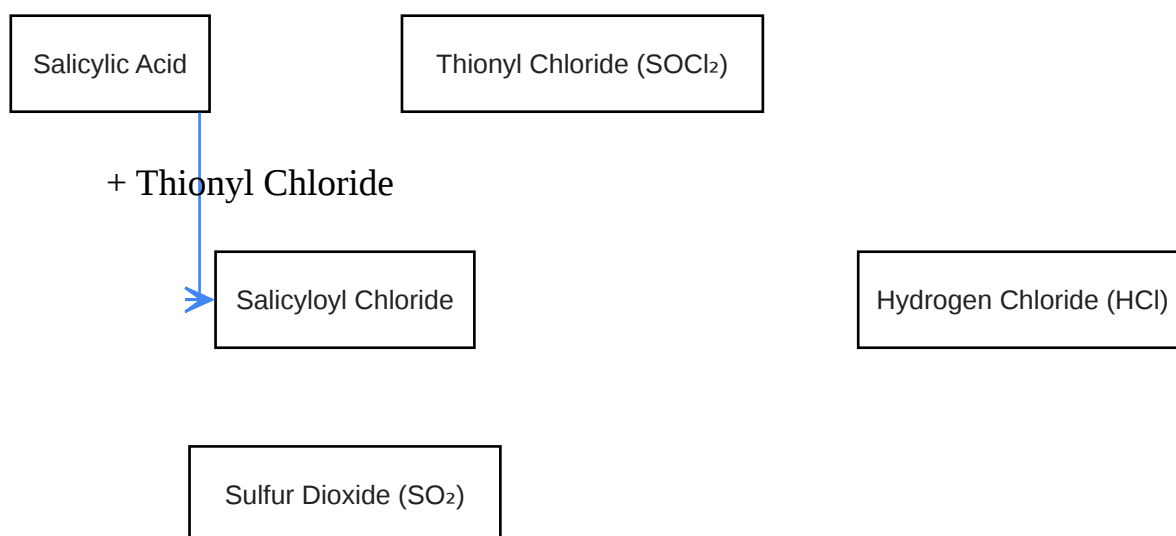 Salicylic Acid
Thionyl Chloride (SOCl₂)
+ Thionyl Chloride
Salicyloyl Chloride
Hydrogen Chloride (HCl)
Sulfur Dioxide (SO₂)